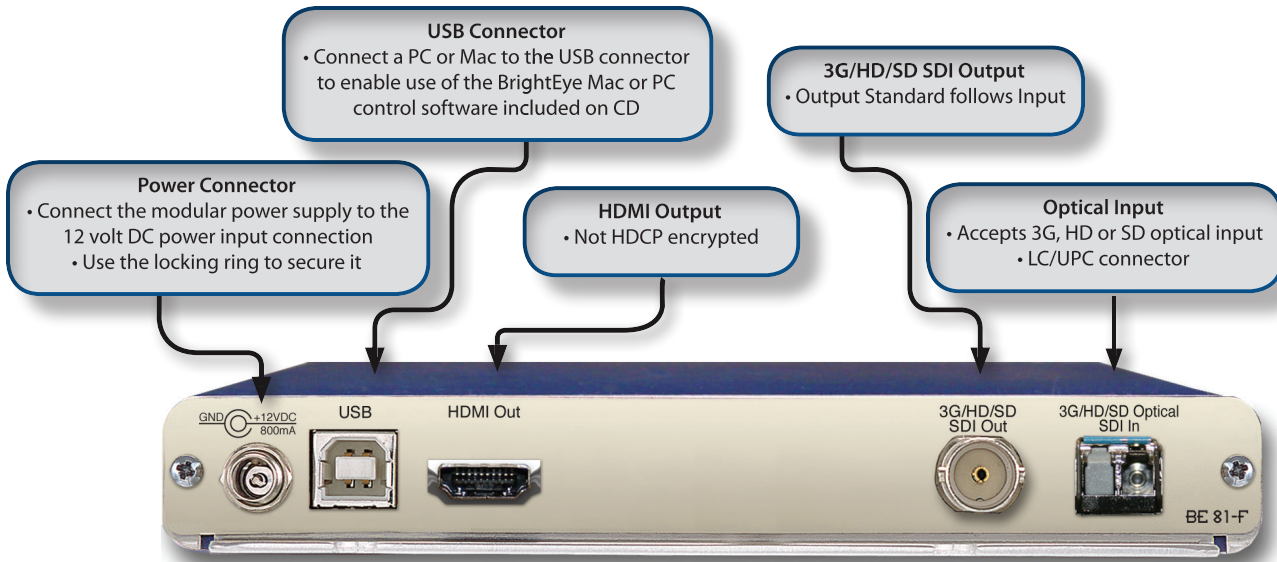 USB Connector
• Connect a PC or Mac to the USB connector
to enable use of the BrightEye Mac or PC
control software included on CD
3G/HD/SD SDI Output
• Output Standard follows Input
Power Connector
• Connect the modular power supply to the
12 volt DC power input connection
• Use the locking ring to secure it
HDMI Output
• Not HDCP encrypted
Optical Input
• Accepts 3G, HD or SD optical input
• LC/UPC connector
GND +12VDC
800mA
USB
HDMI Out
3G/HD/SD
SDI Out
3G/HD/SD Optical
SDI In
BE 81-F